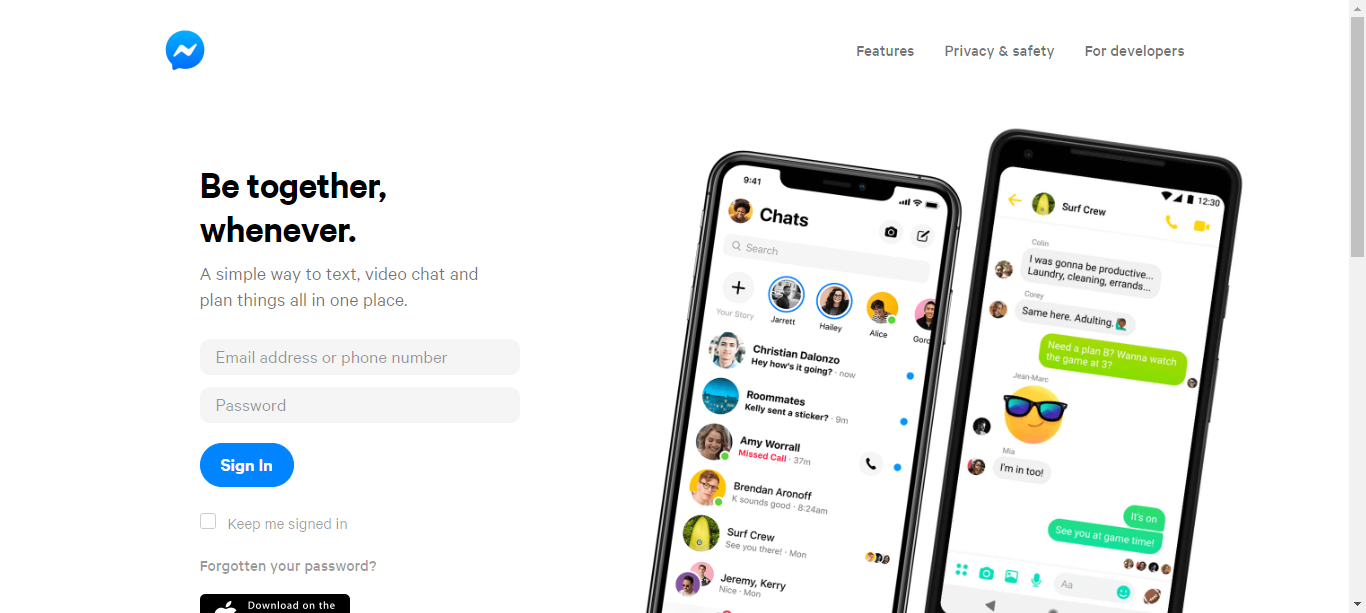 Features
Privacy & safety
For developers
Be together,
whenever.
A simple way to text, video chat and
plan things all in one place.
Email address or phone number
Password
Sign In
Keep me signed in
Forgotten your password?
Download on the
9:41
Chats
Search
Your Story
Jarrett
Hailey
Alice
Christian Dalonzo
Hey how's it going? · now
Roommates
Kelly sent a sticker? · 9m
Amy Worrall
Missed Call · 37m
Brendan Aronoff
K sounds good · 8:24am
Surf Crew
See you there! · Mon
Jeremy, Kerry
Nice · Mon
12:30
Surf Crew
Colin
I was gonna be productive...
Laundry, cleaning, errands...
Corey
Same here. Adulting.
Need a plan B? Wanna watch
the game at 3?
Jean-Marc
Mia
I'm in too!
It's on
See you at game time!
Aa